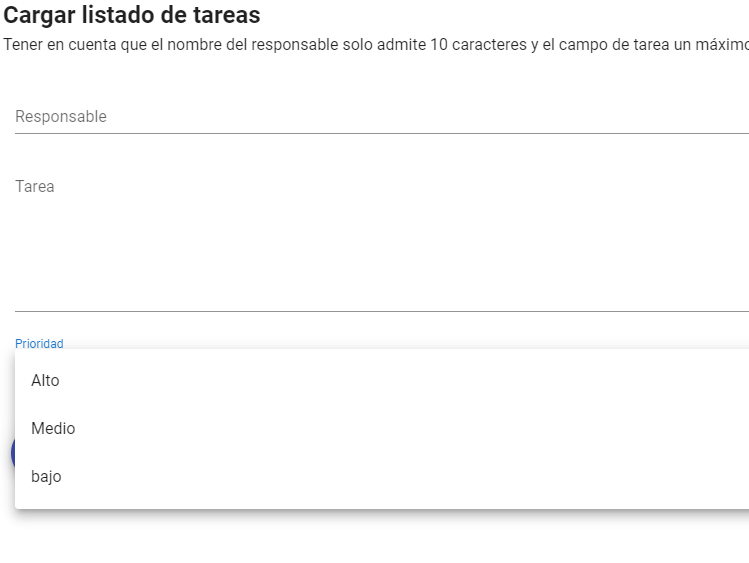 Cargar listado de tareas
Tener en cuenta que el nombre del responsable solo admite 10 caracteres y el campo de tarea un máximo
Responsable
Tarea
Prioridad
Alto
Medio
bajo